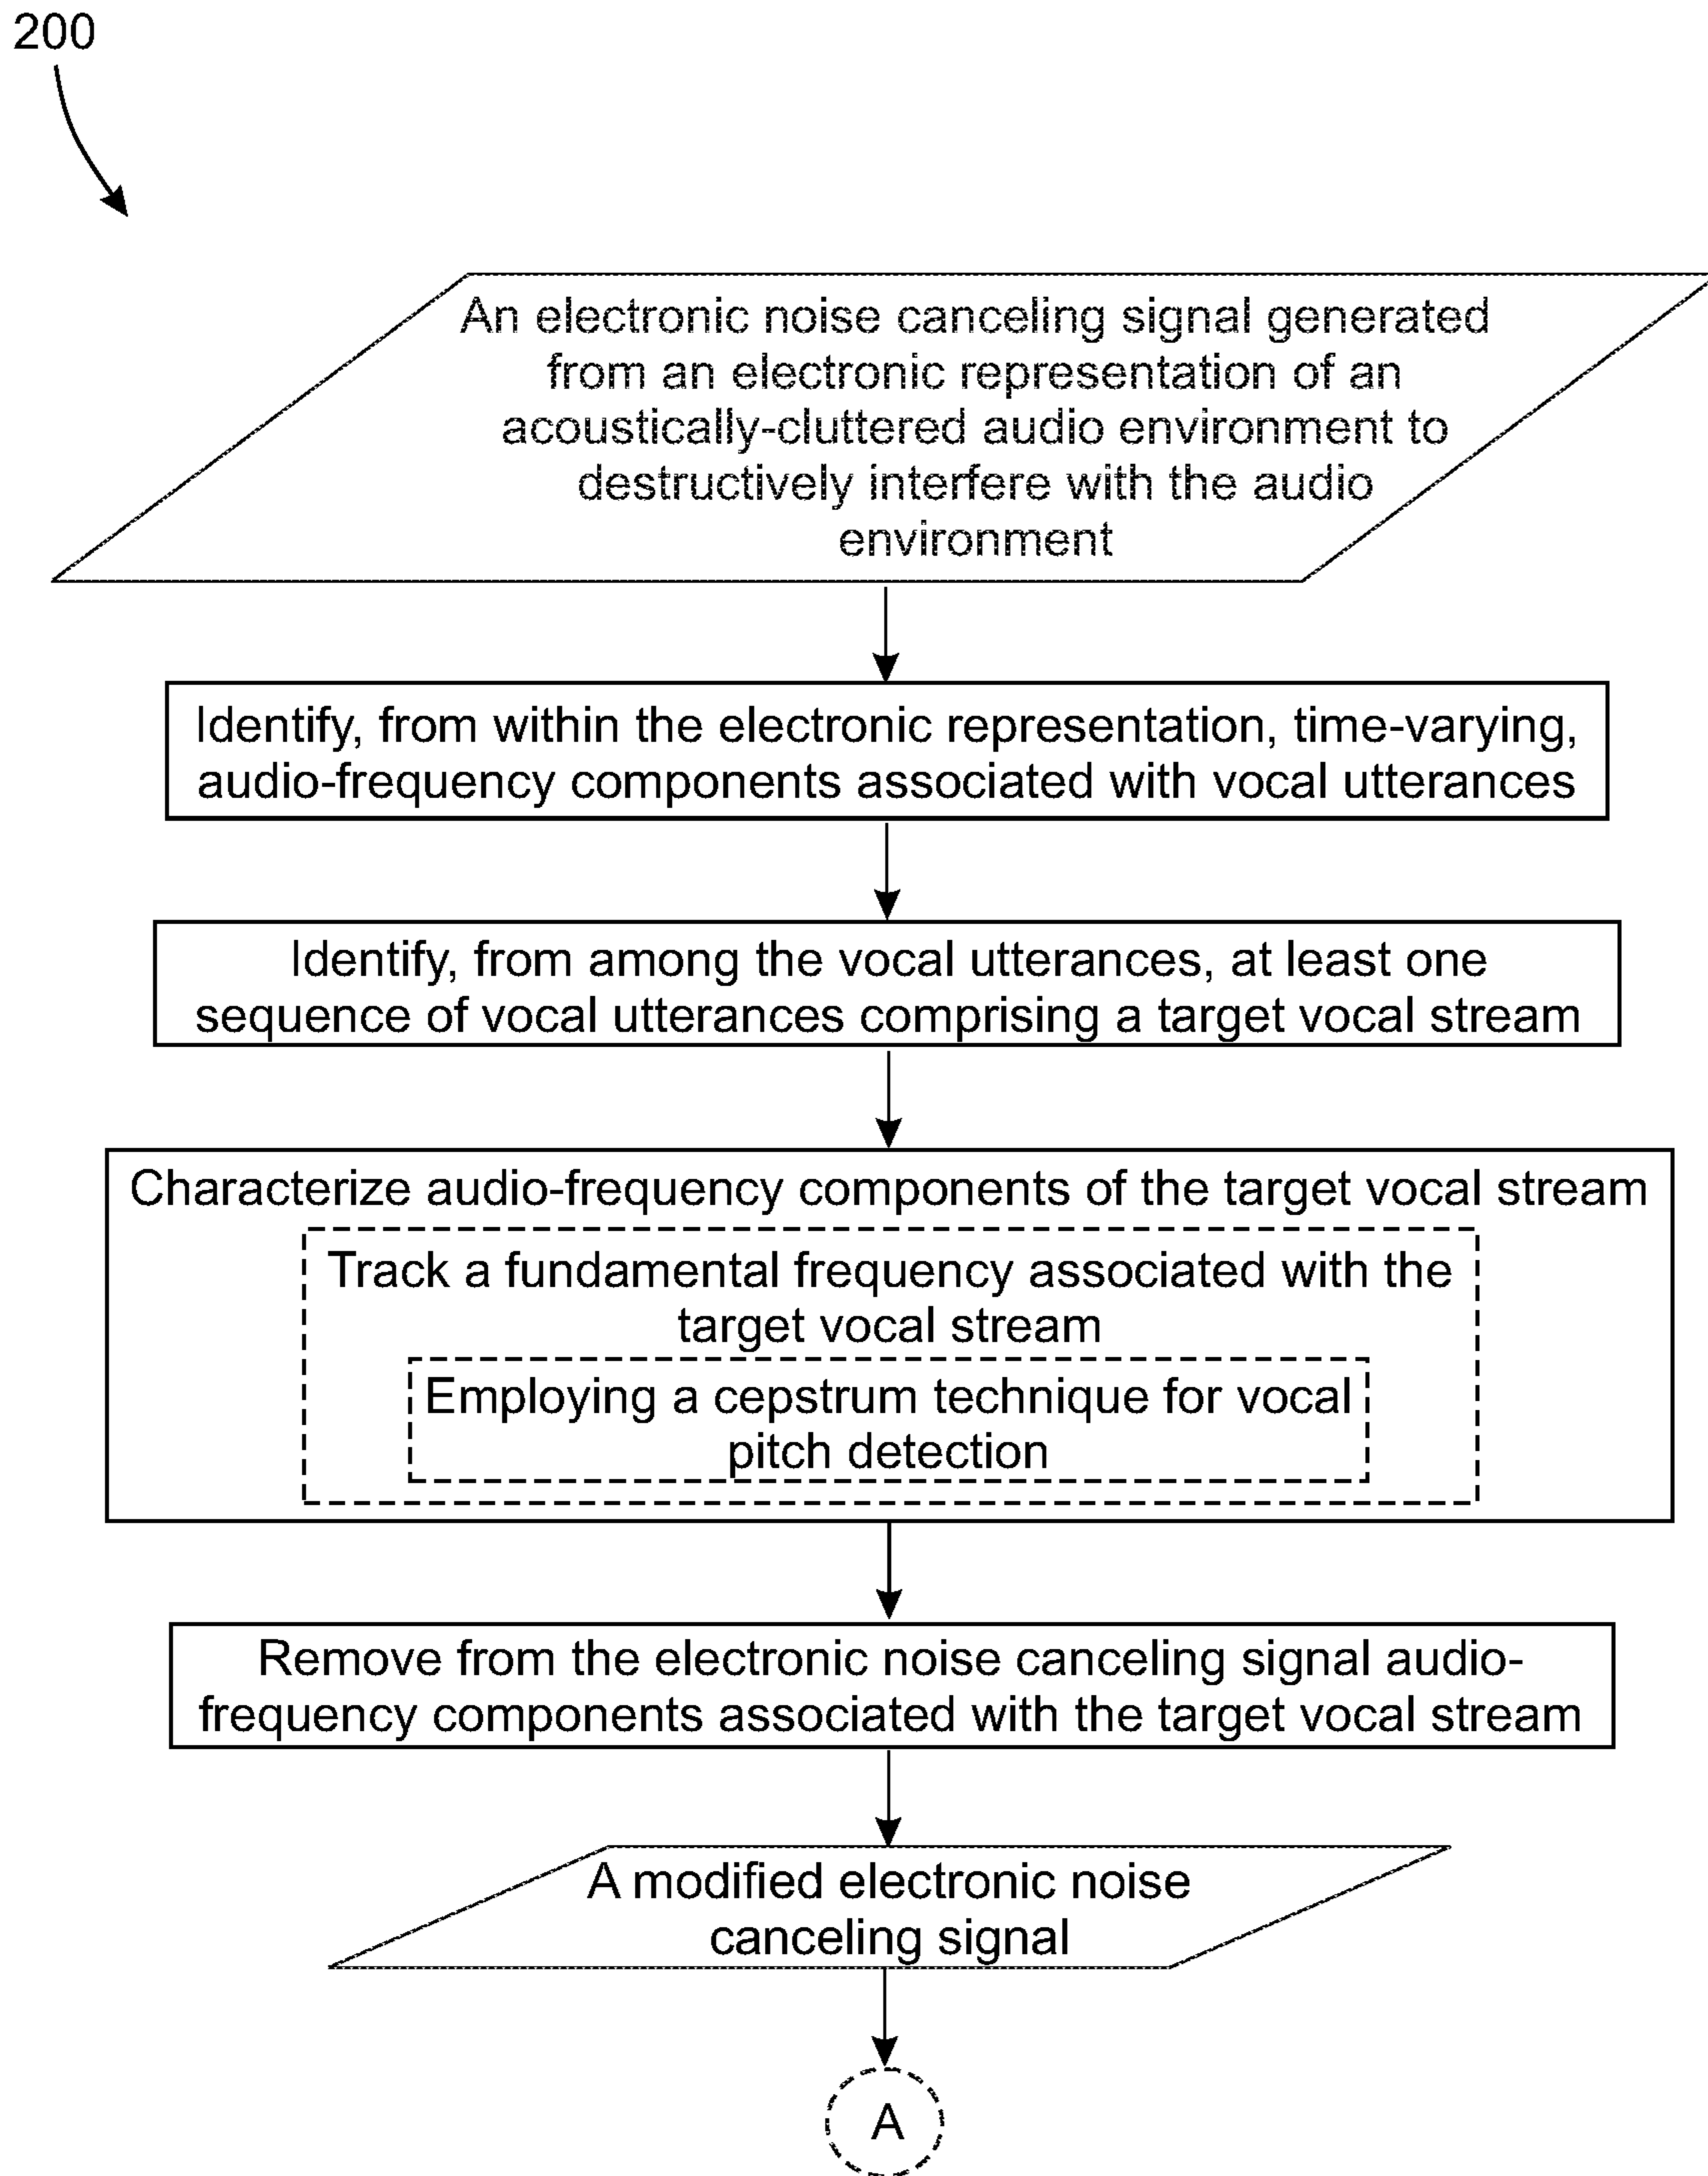 200
An electronic noise canceling signal generated
from an electronic representation of an
acoustically-cluttered audio environment to
destructively interfere with the audio
environment
Identify, from within the electronic representation, time-varying,
audio-frequency components associated with vocal utterances
Identify, from among the vocal utterances, at least one
sequence of vocal utterances comprising a target vocal stream
Characterize audio-frequency components of the target vocal stream
Track a fundamental frequency associated with the
target vocal stream
Employing a cepstrum technique for vocal
pitch detection
Remove from the electronic noise canceling signal audio-
frequency components associated with the target vocal stream
A modified electronic noise
canceling signal
A